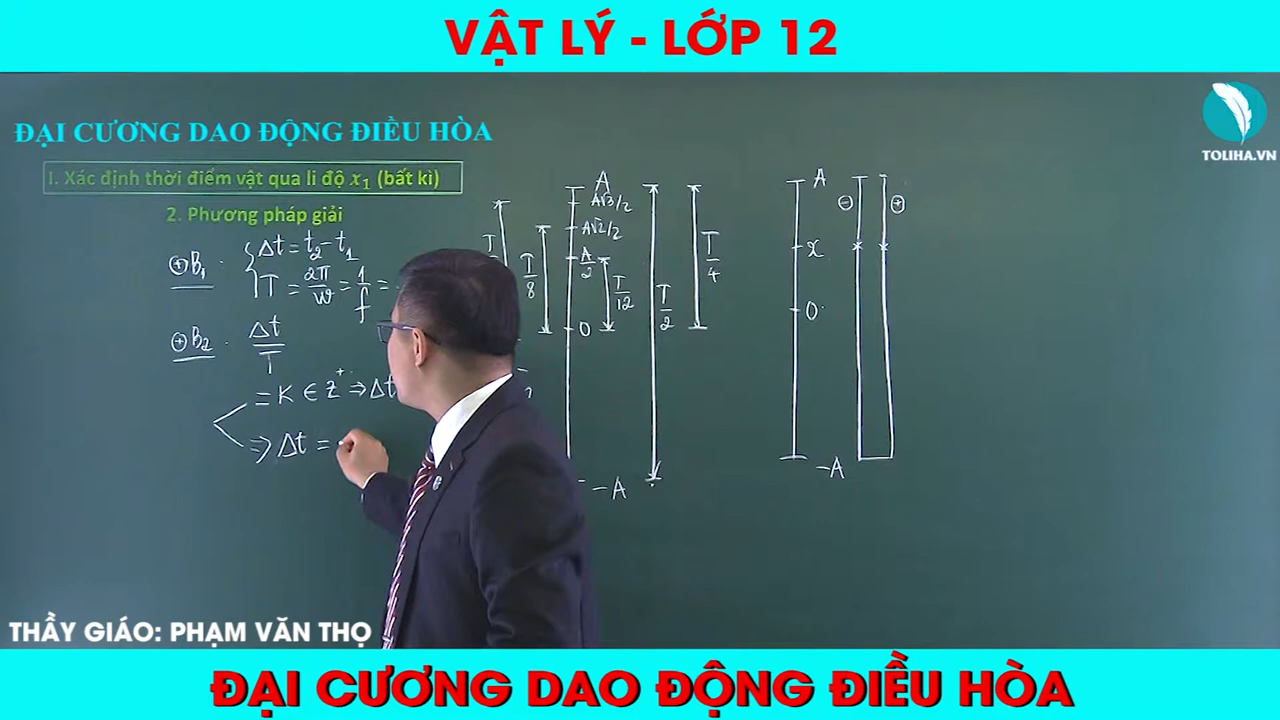 VẬT LÝ - LỚP 12
TOLIHA.VN
ĐẠI CƯƠNG DAO ĐỘNG ĐIỀU HÒA
I. Xác định thời điểm vật qua li độ x₁ (bất kì)
2. Phương pháp giải
⊕B₁ . { Δt = t₂ - t₁
T = 2π/ω = 1/f =
⊕B₂ . Δt/T
= K ∈ Z⁺ ⇒ Δt
⇒ Δt =
A
A√3/2
A√2/2
A/2
O
-A
T
T/8
T/12
T/2
T/4
A
x
O
-A
⊖
⊕
THẦY GIÁO: PHẠM VĂN THỌ
ĐẠI CƯƠNG DAO ĐỘNG ĐIỀU HÒA